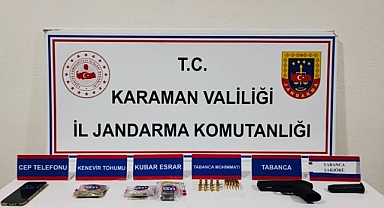 T.C.
KARAMAN VALİLİĞİ
İL JANDARMA KOMUTANLIĞI
JANDARMA
CEP TELEFONU
KENEVİR TOHUMU
KUBAR ESRAR
TABANCA MÜHİMMATI
TABANCA
TABANCA
ŞARJÖRÜ